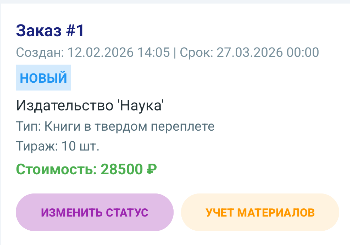 Заказ #1
Создан: 12.02.2026 14:05 | Срок: 27.03.2026 00:00
НОВЫЙ
Издательство 'Наука'
Тип: Книги в твердом переплете
Тираж: 10 шт.
Стоимость: 28500 ₽
ИЗМЕНИТЬ СТАТУС УЧЕТ МАТЕРИАЛОВ